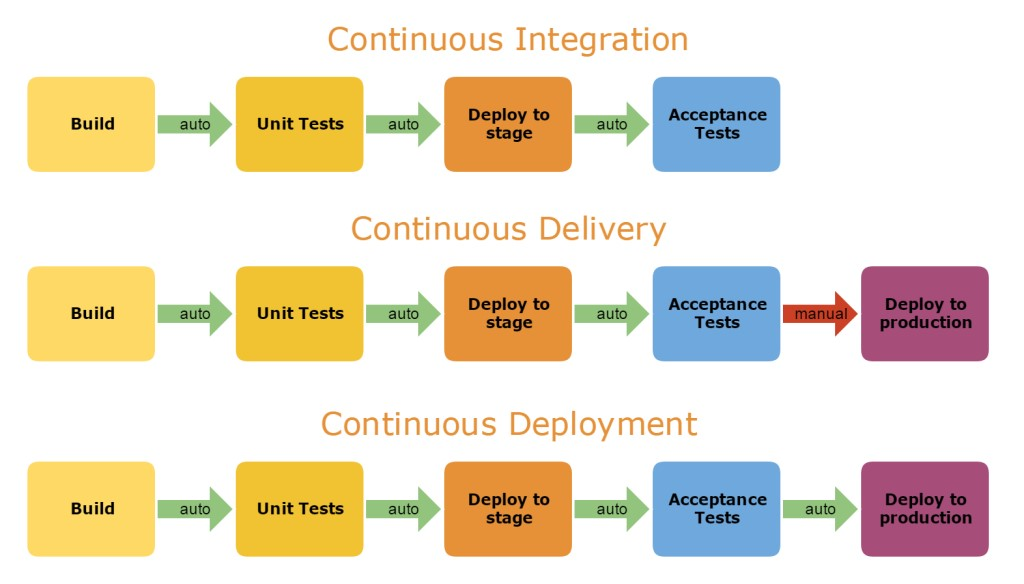 Continuous Integration
Build
auto
Unit Tests
auto
Deploy to
stage
auto
Acceptance
Tests
Continuous Delivery
Build
auto
Unit Tests
auto
Deploy to
stage
auto
Acceptance
Tests
manual
Deploy to
production
Continuous Deployment
Build
auto
Unit Tests
auto
Deploy to
stage
auto
Acceptance
Tests
auto
Deploy to
production